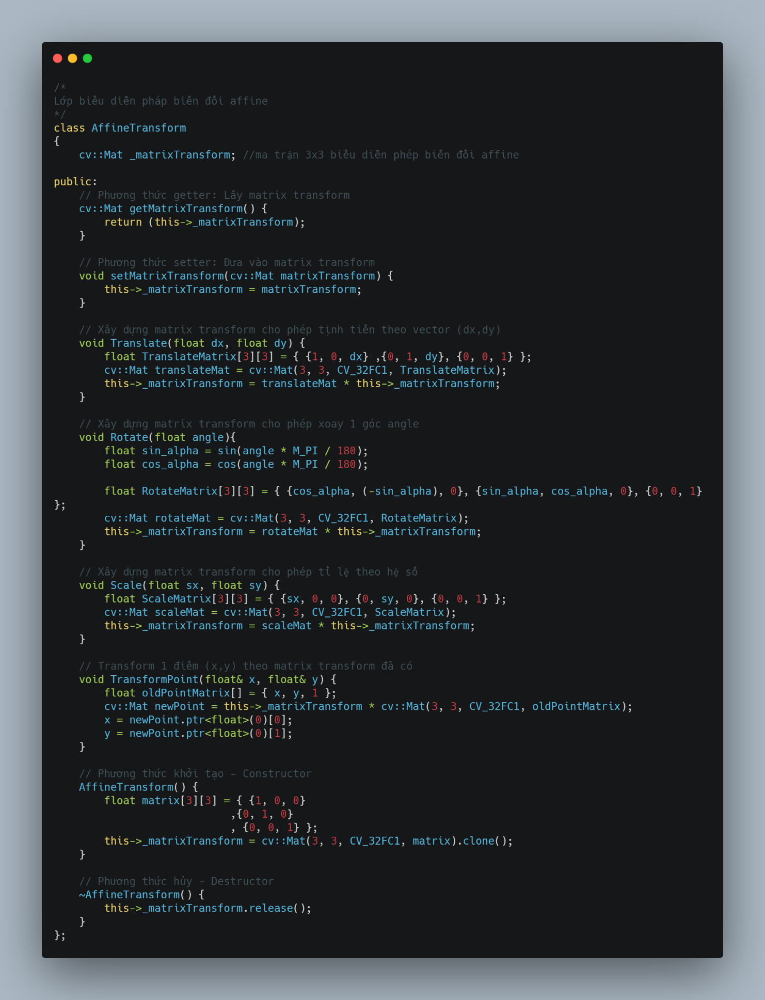 /*
Lớp biểu diễn pháp biến đổi affine
*/
class AffineTransform
{
    cv::Mat _matrixTransform; //ma trận 3x3 biểu diễn phép biến đổi affine

public:
    // Phương thức getter: Lấy matrix transform
    cv::Mat getMatrixTransform() {
        return (this->_matrixTransform);
    }

    // Phương thức setter: Đưa vào matrix transform
    void setMatrixTransform(cv::Mat matrixTransform) {
        this->_matrixTransform = matrixTransform;
    }

    // Xây dựng matrix transform cho phép tịnh tiến theo vector (dx,dy)
    void Translate(float dx, float dy) {
        float TranslateMatrix[3][3] = { {1, 0, dx} ,{0, 1, dy}, {0, 0, 1} };
        cv::Mat translateMat = cv::Mat(3, 3, CV_32FC1, TranslateMatrix);
        this->_matrixTransform = translateMat * this->_matrixTransform;
    }

    // Xây dựng matrix transform cho phép xoay 1 góc angle
    void Rotate(float angle){
        float sin_alpha = sin(angle * M_PI / 180);
        float cos_alpha = cos(angle * M_PI / 180);

        float RotateMatrix[3][3] = { {cos_alpha, (-sin_alpha), 0}, {sin_alpha, cos_alpha, 0}, {0, 0, 1}
};
        cv::Mat rotateMat = cv::Mat(3, 3, CV_32FC1, RotateMatrix);
        this->_matrixTransform = rotateMat * this->_matrixTransform;
    }

    // Xây dựng matrix transform cho phép tỉ lệ theo hệ số
    void Scale(float sx, float sy) {
        float ScaleMatrix[3][3] = { {sx, 0, 0}, {0, sy, 0}, {0, 0, 1} };
        cv::Mat scaleMat = cv::Mat(3, 3, CV_32FC1, ScaleMatrix);
        this->_matrixTransform = scaleMat * this->_matrixTransform;
    }

    // Transform 1 điểm (x,y) theo matrix transform đã có
    void TransformPoint(float& x, float& y) {
        float oldPointMatrix[] = { x, y, 1 };
        cv::Mat newPoint = this->_matrixTransform * cv::Mat(3, 3, CV_32FC1, oldPointMatrix);
        x = newPoint.ptr<float>(0)[0];
        y = newPoint.ptr<float>(0)[1];
    }

    // Phương thức khởi tạo - Constructor
    AffineTransform() {
        float matrix[3][3] = { {1, 0, 0}
                            ,{0, 1, 0}
                            , {0, 0, 1} };
        this->_matrixTransform = cv::Mat(3, 3, CV_32FC1, matrix).clone();
    }

    // Phương thức hủy - Destructor
    ~AffineTransform() {
        this->_matrixTransform.release();
    }
};